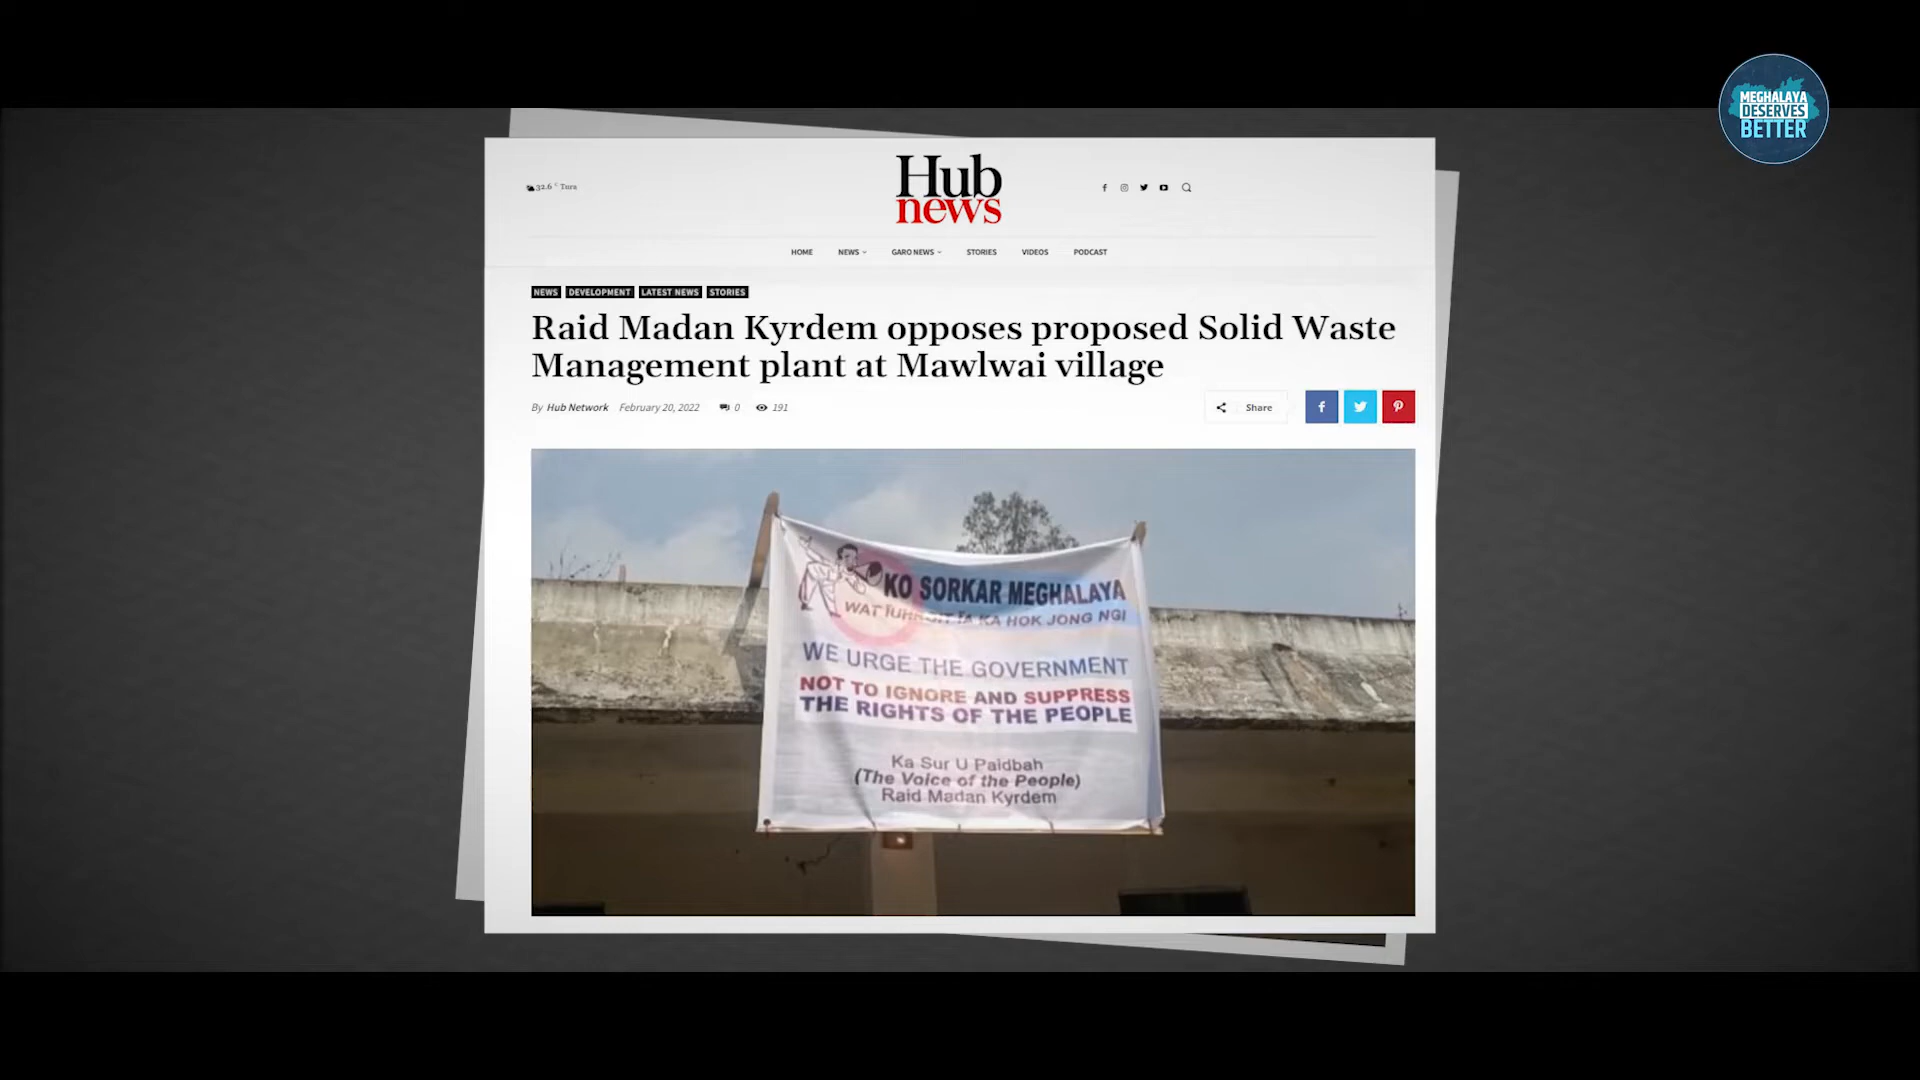 MEGHALAYA
DESERVES
BETTER
Hub
news
32.6 ° Tura
HOME NEWS GARO NEWS STORIES VIDEOS PODCAST
NEWS DEVELOPMENT LATEST NEWS STORIES
Raid Madan Kyrdem opposes proposed Solid Waste
Management plant at Mawlwai village
By Hub Network February 20, 2022 0 191
Share
KO SORKAR MEGHALAYA
WAT KA HOK JONG NGI
WE URGE THE GOVERNMENT
NOT TO IGNORE AND SUPPRESS
THE RIGHTS OF THE PEOPLE
Ka Sur U Paidbah
(The Voice of the People)
Raid Madan Kyrdem